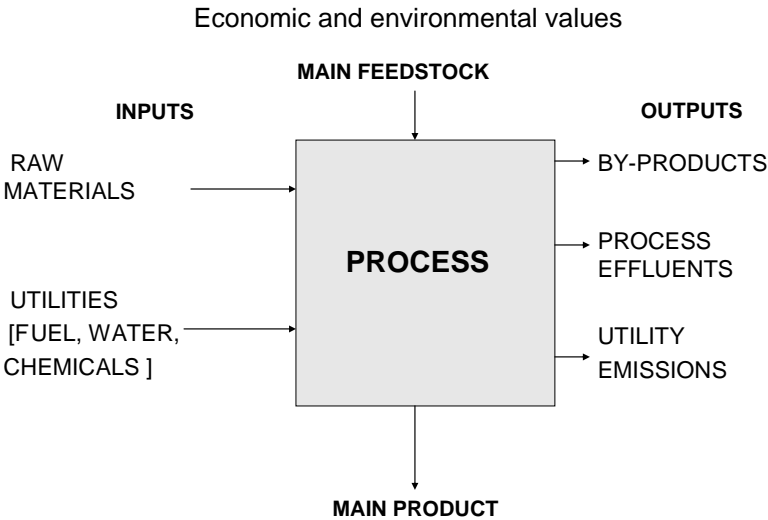 Economic and environmental values
MAIN FEEDSTOCK
INPUTS
OUTPUTS
RAW
MATERIALS
BY-PRODUCTS
PROCESS
PROCESS
EFFLUENTS
UTILITIES
[FUEL, WATER,
CHEMICALS ]
UTILITY
EMISSIONS
MAIN PRODUCT